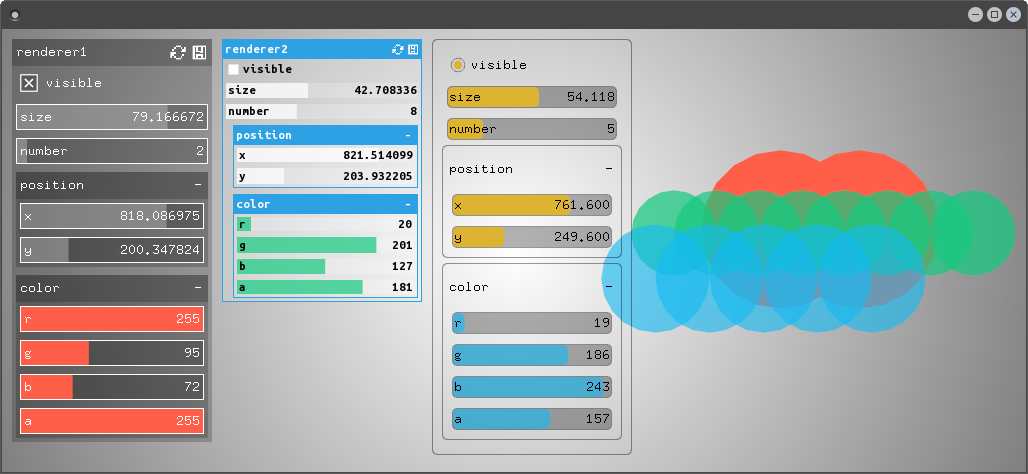 renderer1
visible
size 79.166672
number 2
position -
x 818.086975
y 200.347824
color -
r 255
g 95
b 72
a 255
renderer2
visible
size 42.708336
number 8
position -
x 821.514099
y 203.932205
color -
r 20
g 201
b 127
a 181
visible
size 54.118
number 5
position -
x 761.600
y 249.600
color -
r 19
g 186
b 243
a 157